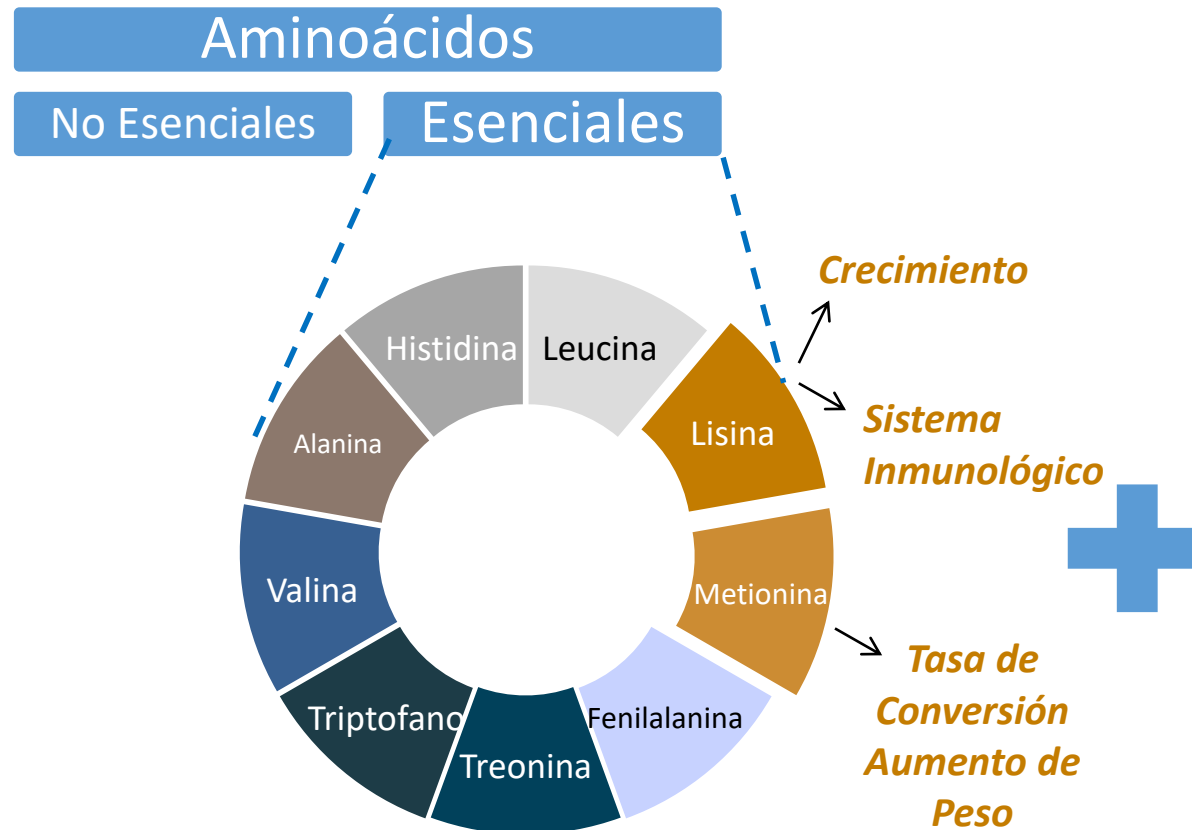 Aminoácidos
No Esenciales
Esenciales
Crecimiento
Histidina
Leucina
Lisina
Sistema
Inmunológico
Alanina
Valina
Metionina
Triptofano
Treonina
Fenilalanina
Tasa de
Conversión
Aumento de
Peso